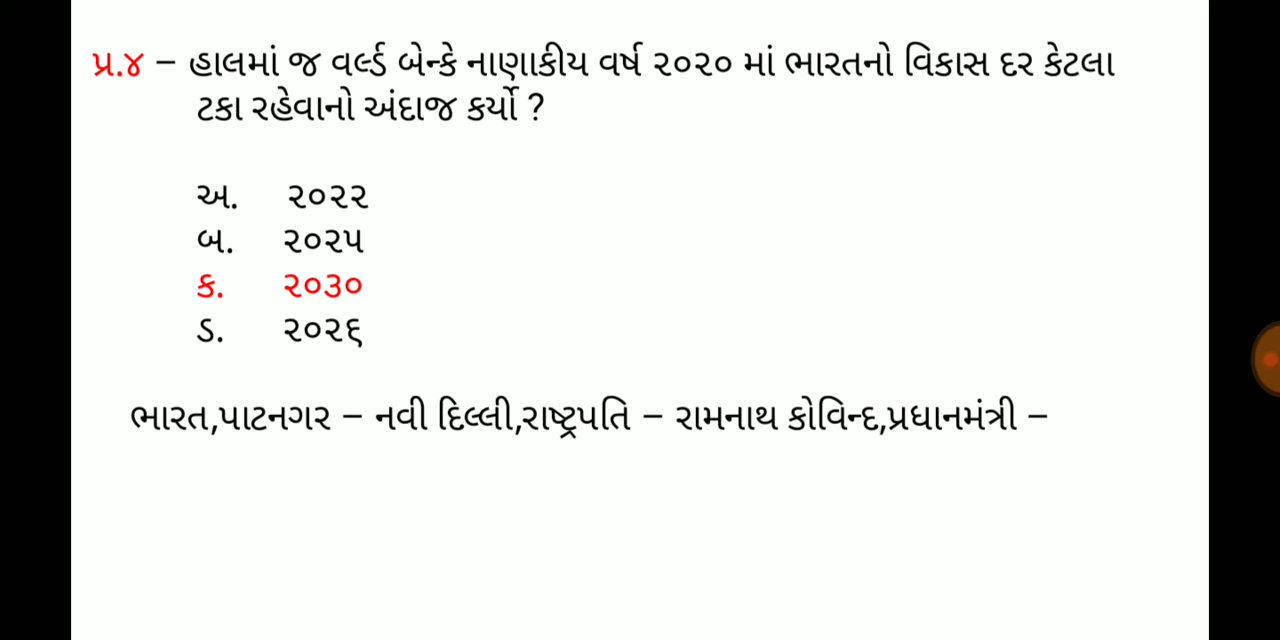 પ્ર.૪ – હાલમાં જ વર્લ્ડ બેન્કે નાણાકીય વર્ષ ૨૦૨૦ માં ભારતનો વિકાસ દર કેટલા
ટકા રહેવાનો અંદાજ કર્યો ?
અ. ૨૦૨૨
બ. ૨૦૨૫
ક. ૨૦૩૦
ડ. ૨૦૨૬
ભારત,પાટનગર – નવી દિલ્લી,રાષ્ટ્રપતિ – રામનાથ કોવિન્દ,પ્રધાનમંત્રી –